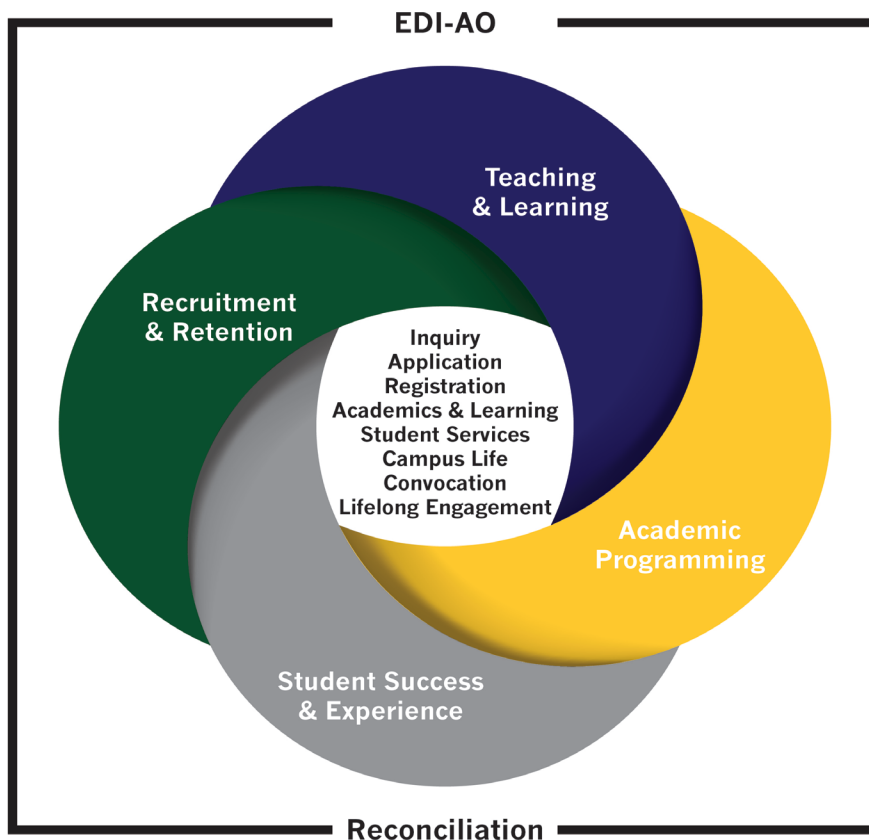 EDI-AO
Teaching
& Learning
Recruitment
& Retention
Inquiry
Application
Registration
Academics & Learning
Student Services
Campus Life
Convocation
Lifelong Engagement
Academic
Programming
Student Success
& Experience
Reconciliation